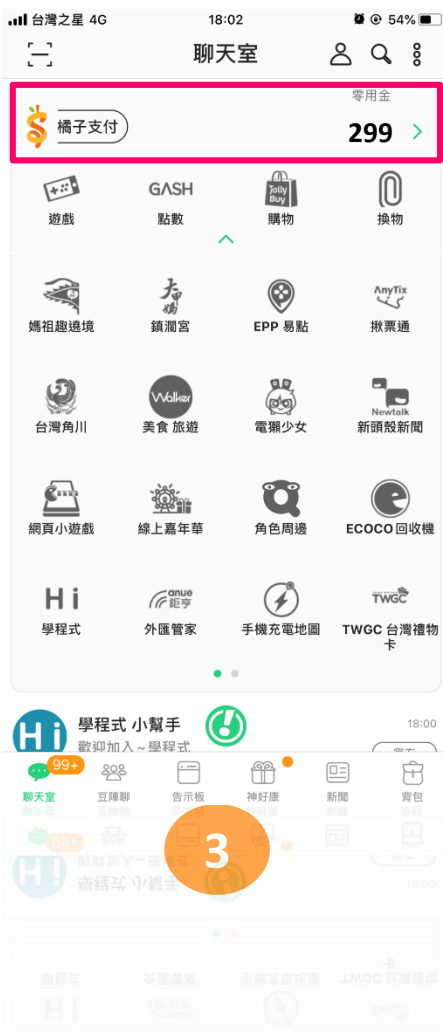 台灣之星 4G 18:02 54%
聊天室
橘子支付 零用金
299
GASH Jolly Buy
遊戲 點數 購物 換物
大甲媽 AnyTix
媽祖趣遶境 鎮瀾宮 EPP 易點 揪票通
Walker Newtalk
台灣角川 美食 旅遊 電獺少女 新頭殼新聞
網頁小遊戲 線上嘉年華 角色周邊 ECOCO 回收機
Hi anue 鉅亨 TWGC
學程式 外匯管家 手機充電地圖 TWGC 台灣禮物卡
Hi 學程式 小幫手 18:00
歡迎加入～學程式
99+
聊天室 豆陣聊 告示板 神好康 新聞 背包
3